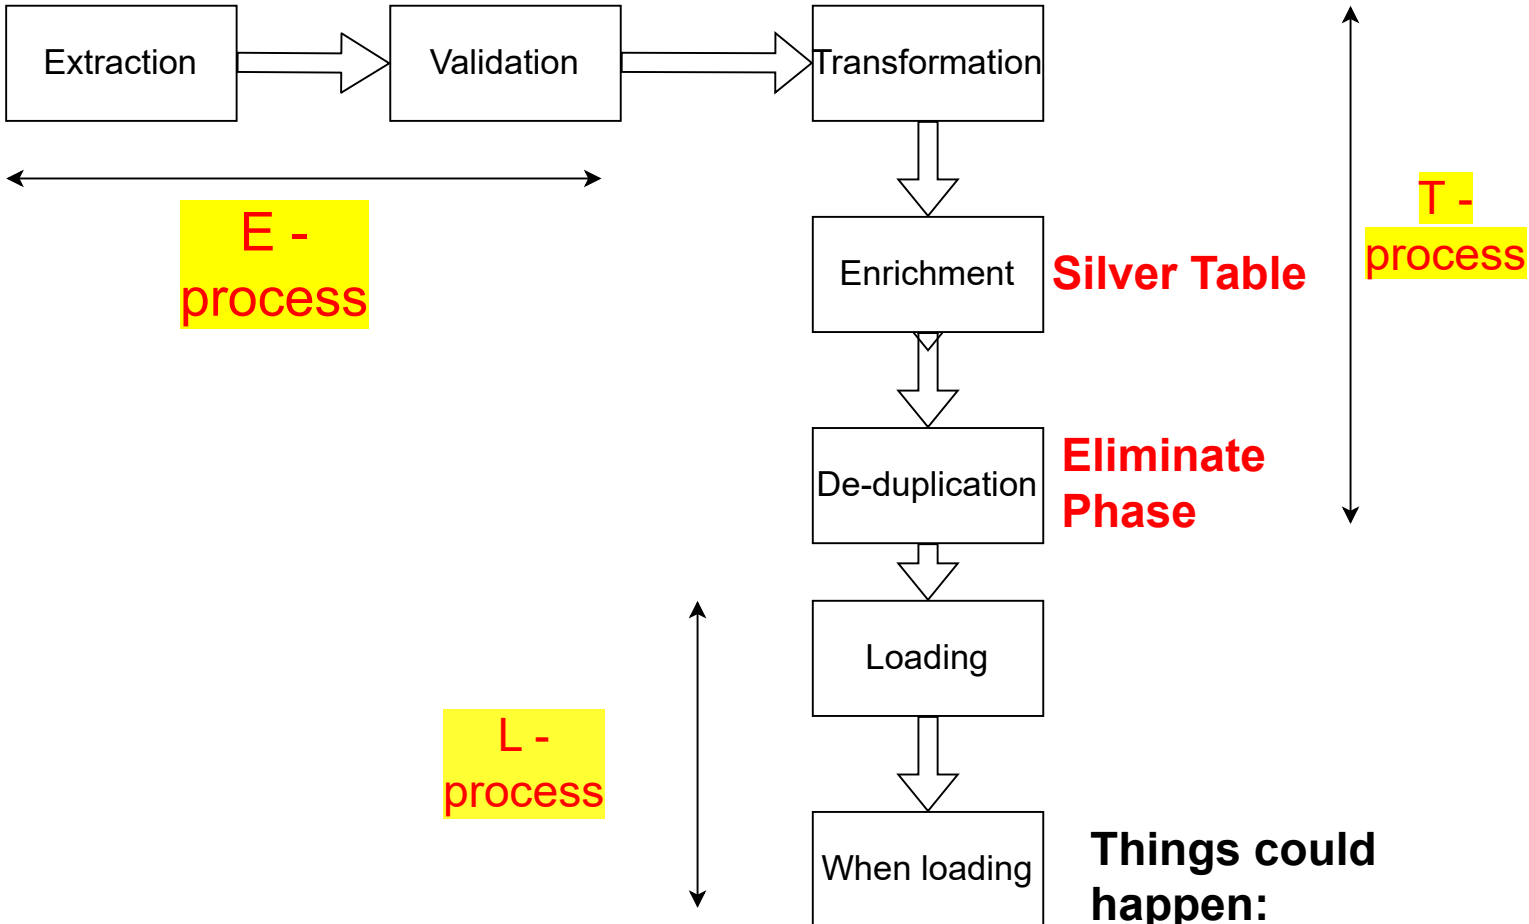 Extraction
Validation
Transformation
E -
process
T -
process
Enrichment
Silver Table
De-duplication
Eliminate
Phase
Loading
L -
process
When loading
Things could
happen: